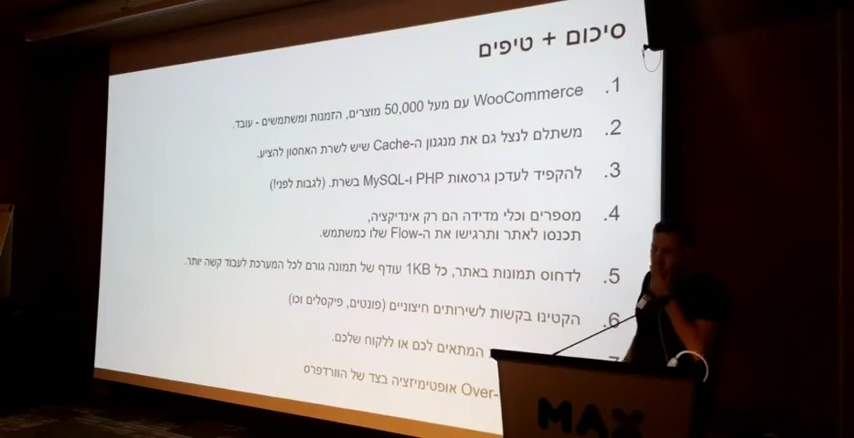 סיכום + טיפים
1. WooCommerce עם מעל 50,000 מוצרים, הזמנות ומשתמשים - עובד.
2. משתלם לנצל גם את מנגנון ה-Cache שיש לשרת האחסון להציע.
3. להקפיד לעדכן גרסאות PHP ו-MySQL בשרת. (לגבות לפני!)
4. מספרים וכלי מדידה הם רק אינדיקציה,
תכנסו לאתר ותרגישו את ה-Flow שלו כמשתמש.
5. לדחוס תמונות באתר, כל 1KB עודף של תמונה גורם לכל המערכת לעבוד קשה יותר.
6. הקטינו בקשות לשירותים חיצוניים (פונטים, פיקסלים וכו)
המתאים לכם או ללקוח שלכם.
Over- אופטימיזציה בצד של הוורדפרס
MAX